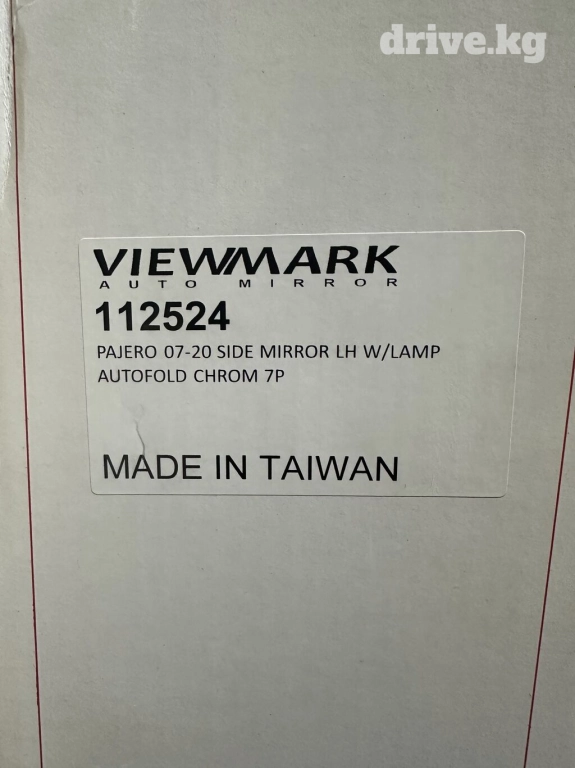 drive.kg
VIEWMARK
AUTO MIRROR
112524
PAJERO 07-20 SIDE MIRROR LH W/LAMP
AUTOFOLD CHROM 7P
MADE IN TAIWAN